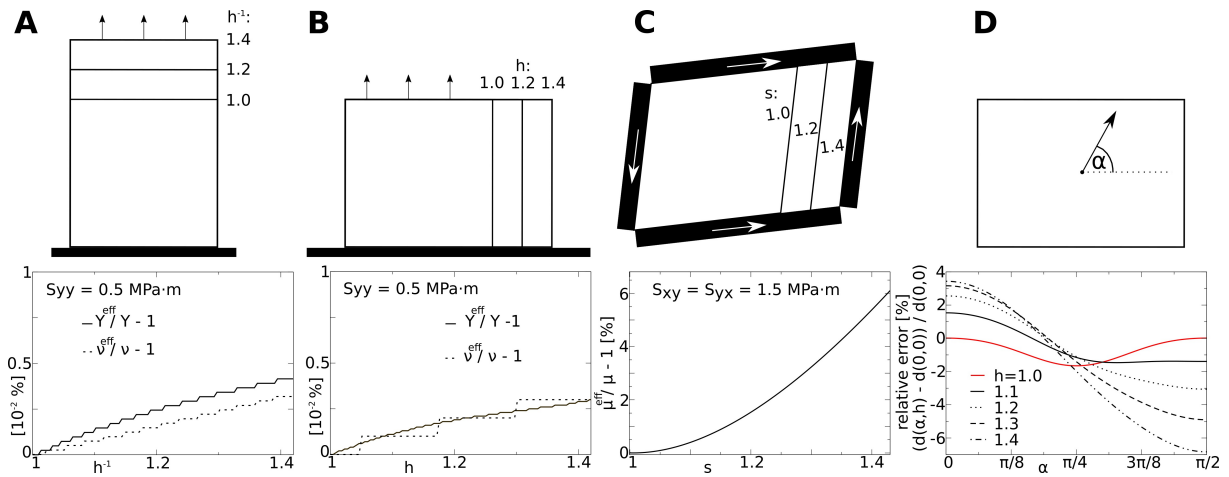 A
h⁻¹:
1.4
1.2
1.0
B
h:
1.0 1.2 1.4
C
s:
1.0
1.2
1.4
D
α
1
0.5
0
[10⁻² %]
Syy = 0.5 MPa·m
Y^eff / Y - 1
ν^eff / ν - 1
1 1.2 1.4
h⁻¹
1
0.5
0
[10⁻² %]
Syy = 0.5 MPa·m
Y^eff / Y -1
ν^eff / ν - 1
1 1.2 1.4
h
6
4
2
0
μ^eff / μ - 1 [%]
Sxy = Syx = 1.5 MPa·m
1 1.2 1.4
s
4
2
0
-2
-4
-6
relative error [%]
(d(α,h) - d(0,0)) / d(0,0)
h=1.0
1.1
1.2
1.3
1.4
0 π/8 π/4 3π/8 π/2
α